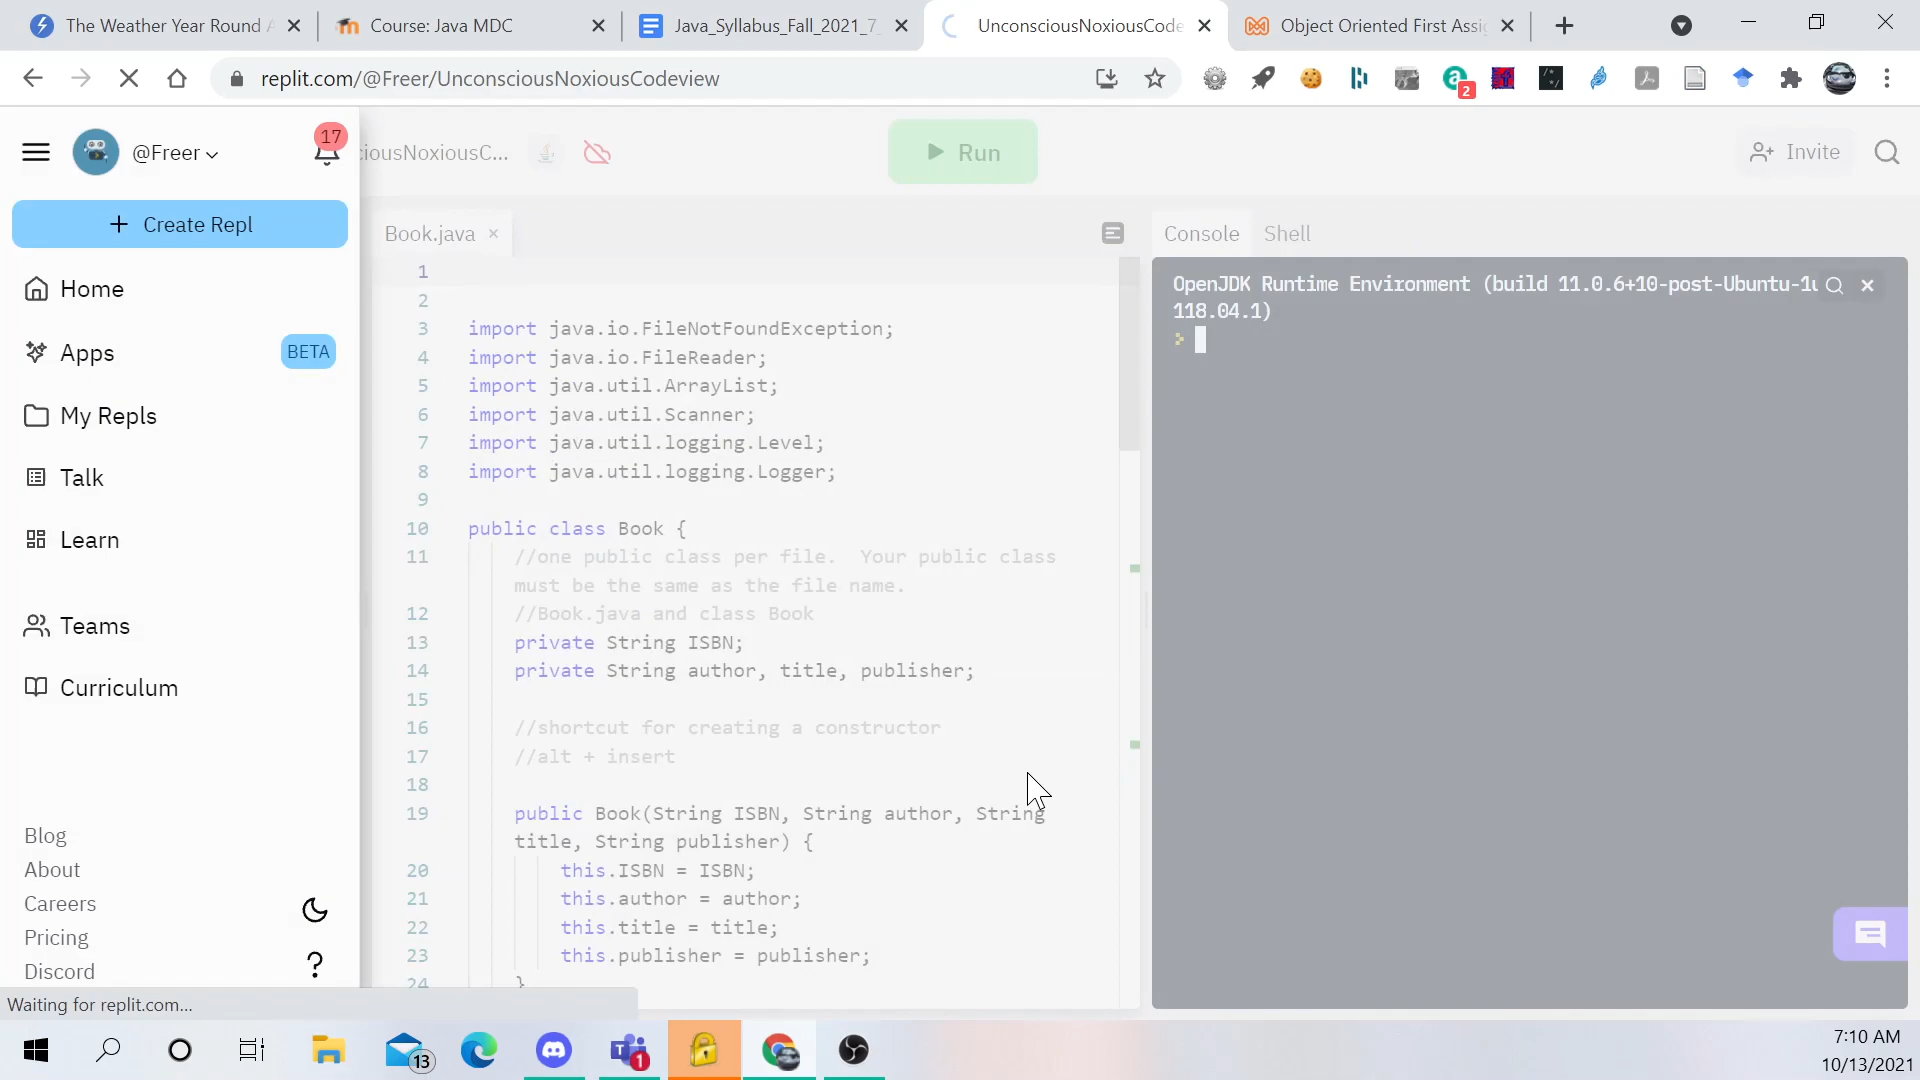 The Weather Year Round A
Course: Java MDC
Java_Syllabus_Fall_2021_7_
UnconsciousNoxiousCode
Object Oriented First Assig
replit.com/@Freer/UnconsciousNoxiousCodeview
2
@Freer
17
ciousNoxiousC...
Run
Invite
Create Repl
Home
Apps
BETA
My Repls
Talk
Learn
Teams
Curriculum
Blog
About
Careers
Pricing
Discord
?
Waiting for replit.com...
Book.java
1
2
3 import java.io.FileNotFoundException;
4 import java.io.FileReader;
5 import java.util.ArrayList;
6 import java.util.Scanner;
7 import java.util.logging.Level;
8 import java.util.logging.Logger;
9
10 public class Book {
11 //one public class per file.  Your public class
must be the same as the file name.
12 //Book.java and class Book
13 private String ISBN;
14 private String author, title, publisher;
15
16 //shortcut for creating a constructor
17 //alt + insert
18
19 public Book(String ISBN, String author, String
title, String publisher) {
20 this.ISBN = ISBN;
21 this.author = author;
22 this.title = title;
23 this.publisher = publisher;
24 }
Console
Shell
OpenJDK Runtime Environment (build 11.0.6+10-post-Ubuntu-1u
118.04.1)
13
1
7:10 AM
10/13/2021